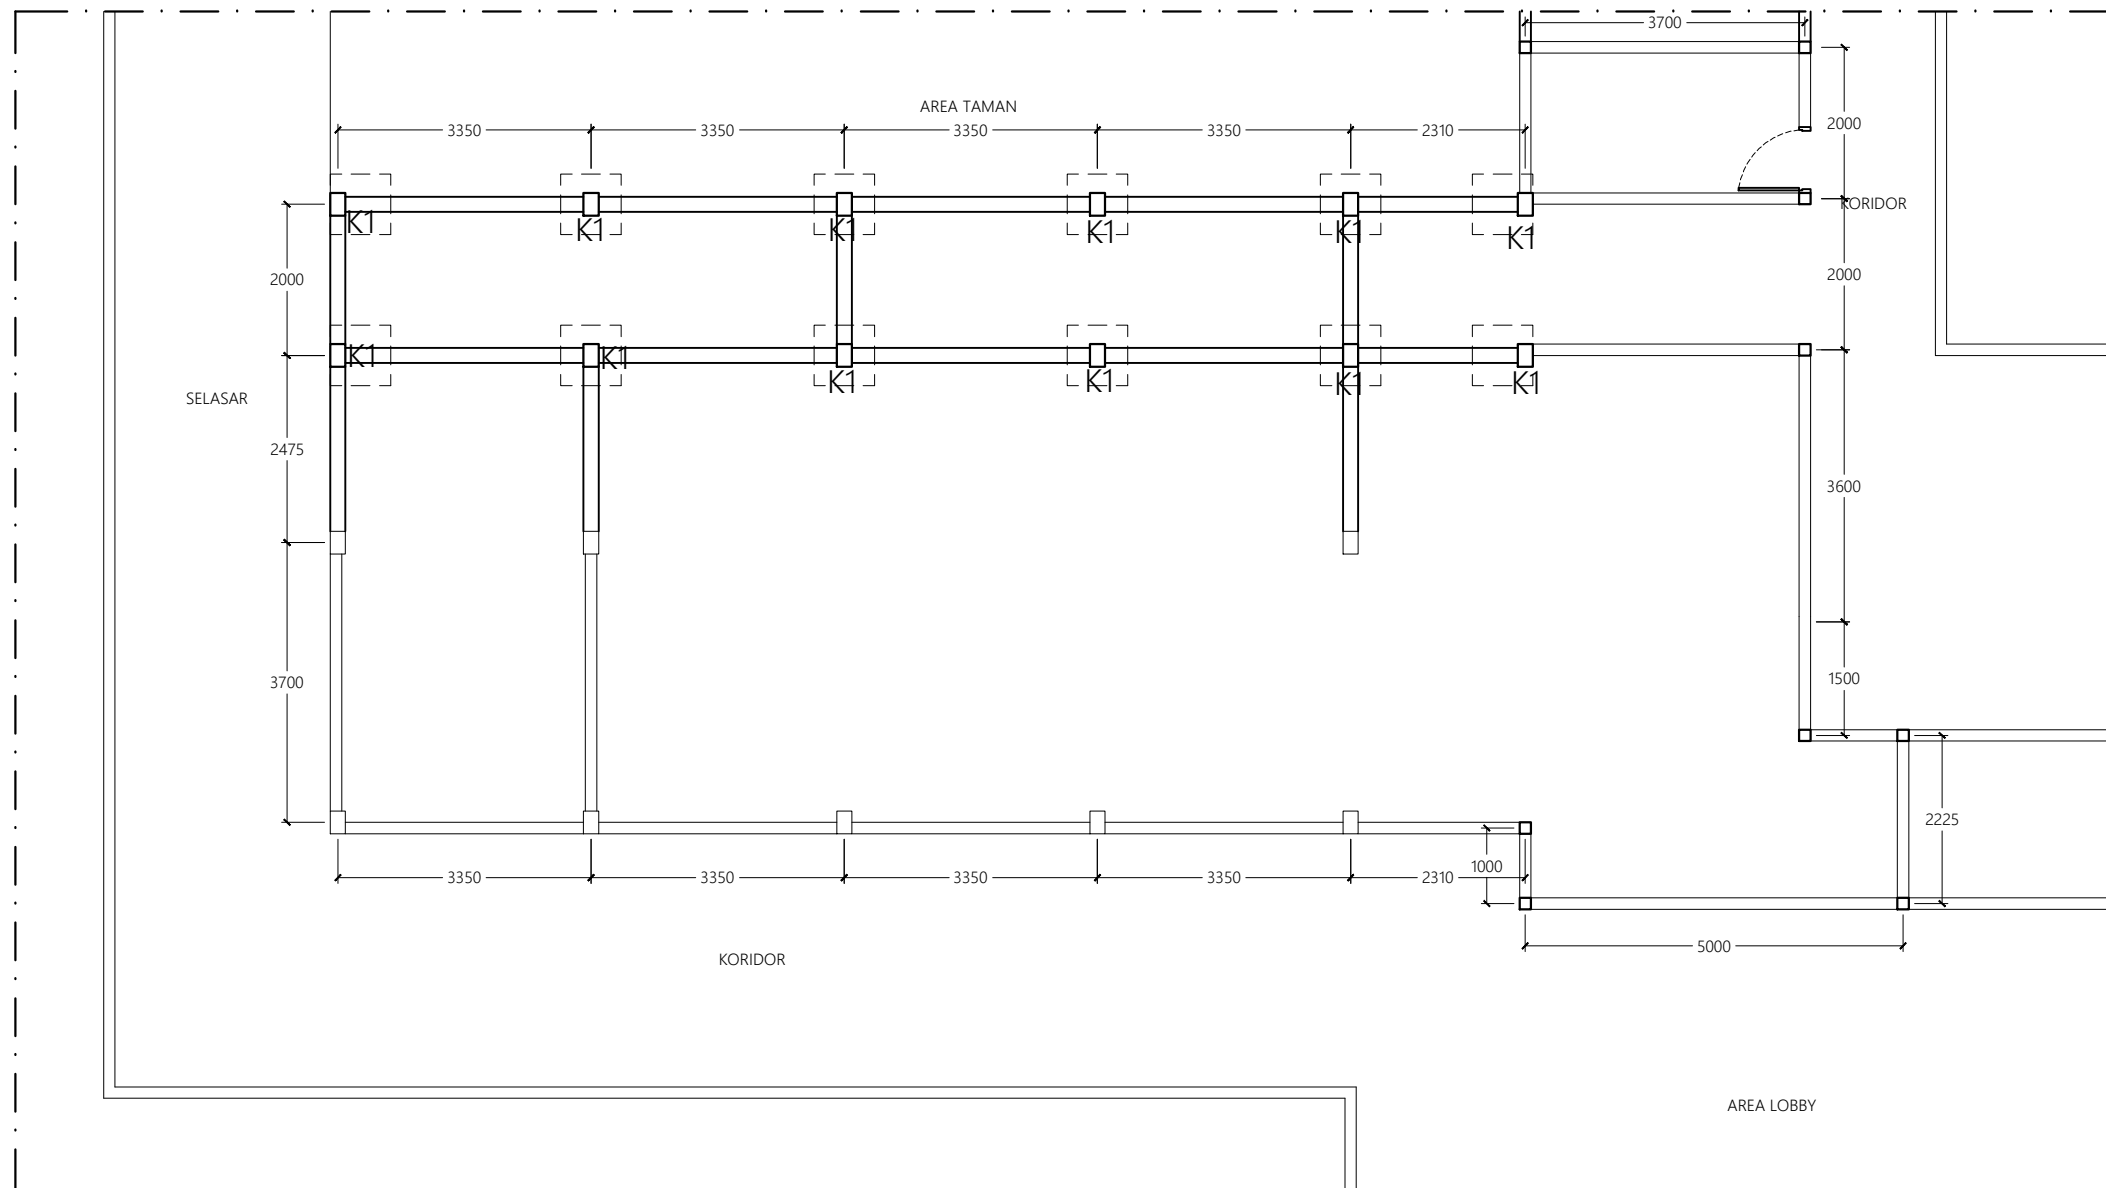 3700
AREA TAMAN
3350 3350 3350 3350 2310
2000
KORIDOR
K1 K1 K1 K1 K1 K1
2000
2000
K1 K1 K1 K1 K1 K1
SELASAR
2475
3600
3700
1500
2225
1000
3350 3350 3350 3350 2310
5000
KORIDOR
AREA LOBBY